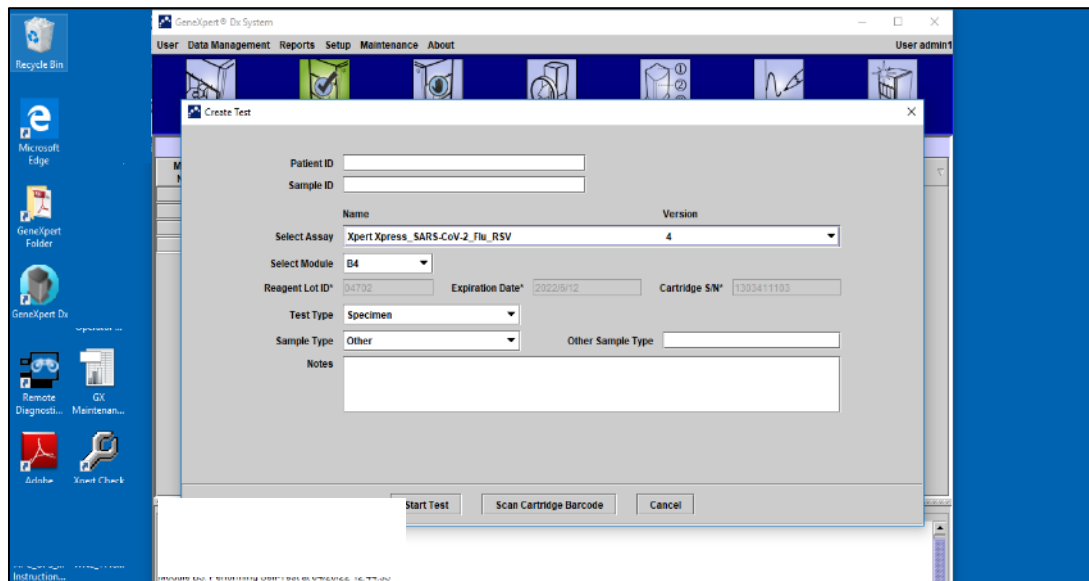 GeneXpert® Dx System
User Data Management Reports Setup Maintenance About
User admin1
Recycle Bin
Microsoft
Edge
GeneXpert
Folder
GeneXpert Dx
Remote
Diagnosti...
GX
Maintenan...
Adobe
Xpert Check
Instruction...
Create Test
Patient ID
Sample ID
Name Version
Select Assay Xpert Xpress_SARS-CoV-2_Flu_RSV 4
Select Module B4
Reagent Lot ID* 04702 Expiration Date* 2022/6/12 Cartridge S/N* 1303411103
Test Type Specimen
Sample Type Other Other Sample Type
Notes
Start Test Scan Cartridge Barcode Cancel